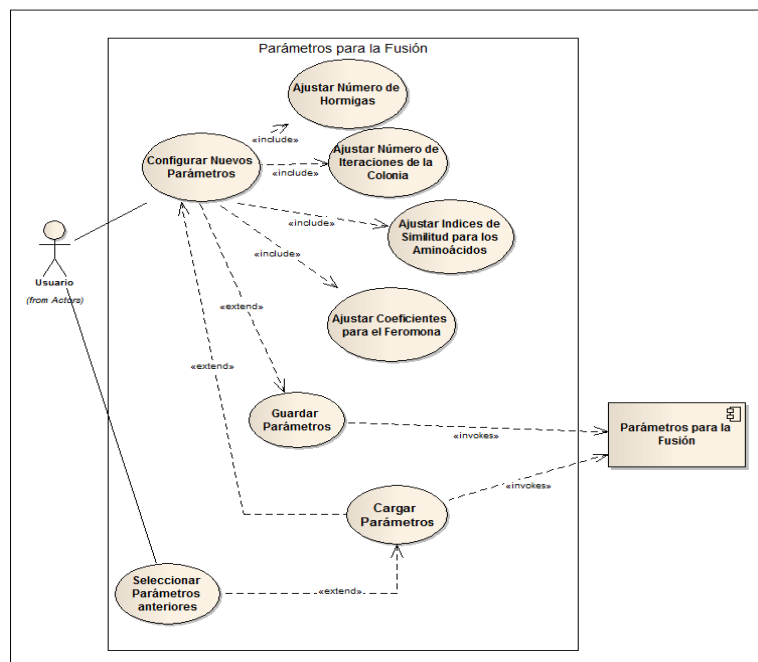 Parámetros para la Fusión
Ajustar Número de
Hormigas
«include»
Configurar Nuevos
Parámetros
Ajustar Número de
Iteraciones de la
Colonia
«include»
Ajustar Indices de
Similitud para los
Aminoácidos
«include»
«include»
Usuario
(from Actors)
Ajustar Coeficientes
para el Feromona
«extend»
«extend»
Guardar
Parámetros
«invokes»
Parámetros para la
Fusión
«invokes»
Cargar
Parámetros
Seleccionar
Parámetros
anteriores
«extend»